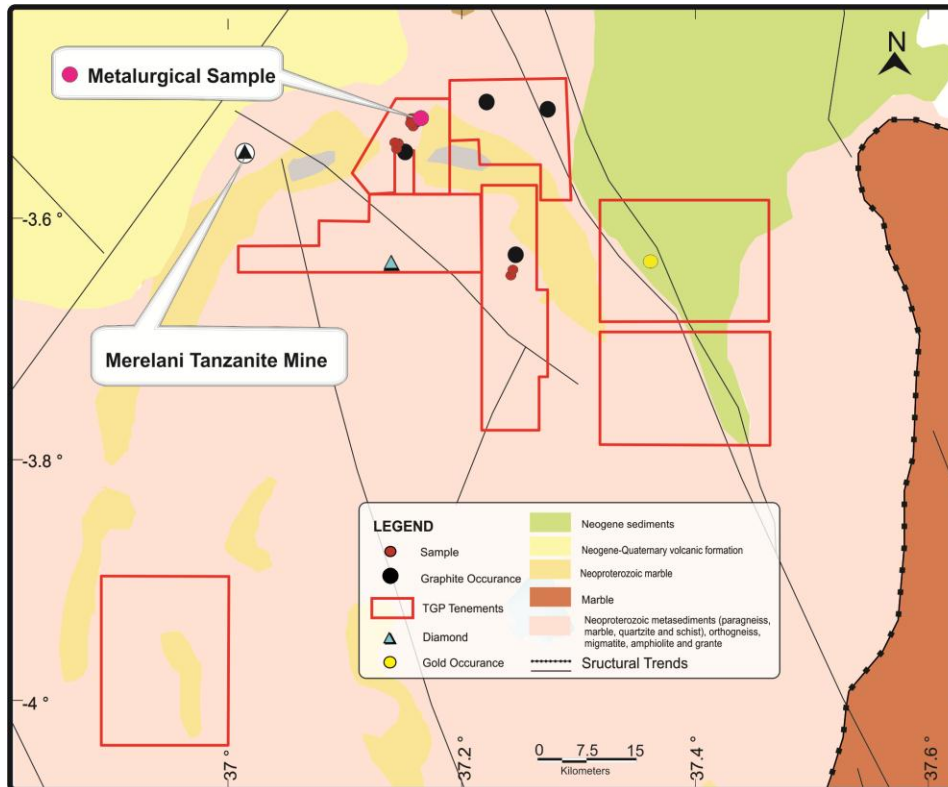 N
Metalurgical Sample
-3.6 °
Merelani Tanzanite Mine
-3.8 °
-4 °
LEGEND
Sample
Graphite Occurance
TGP Tenements
Diamond
Gold Occurance
Neogene sediments
Neogene-Quaternary volcanic formation
Neoproterozoic marble
Marble
Neoproterozoic metasediments (paragneiss,
marble, quartzite and schist), orthogneiss,
migmatite, amphiolite and grante
Sructural Trends
0 7.5 15
Kilometers
37 °
37.2 °
37.4 °
37.6 °